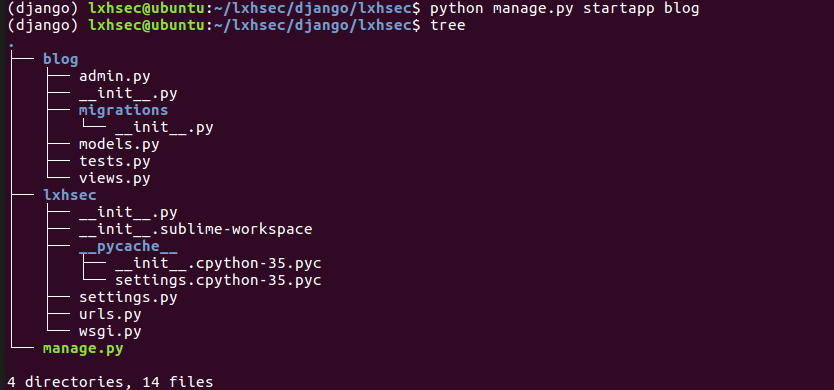 (django) lxhsec@ubuntu:~/lxhsec/django/lxhsec$ python manage.py startapp blog
(django) lxhsec@ubuntu:~/lxhsec/django/lxhsec$ tree
.
├── blog
│   ├── admin.py
│   ├── __init__.py
│   ├── migrations
│   │   └── __init__.py
│   ├── models.py
│   ├── tests.py
│   └── views.py
├── lxhsec
│   ├── __init__.py
│   ├── __init__.sublime-workspace
│   ├── __pycache__
│   │   ├── __init__.cpython-35.pyc
│   │   └── settings.cpython-35.pyc
│   ├── settings.py
│   ├── urls.py
│   └── wsgi.py
└── manage.py

4 directories, 14 files